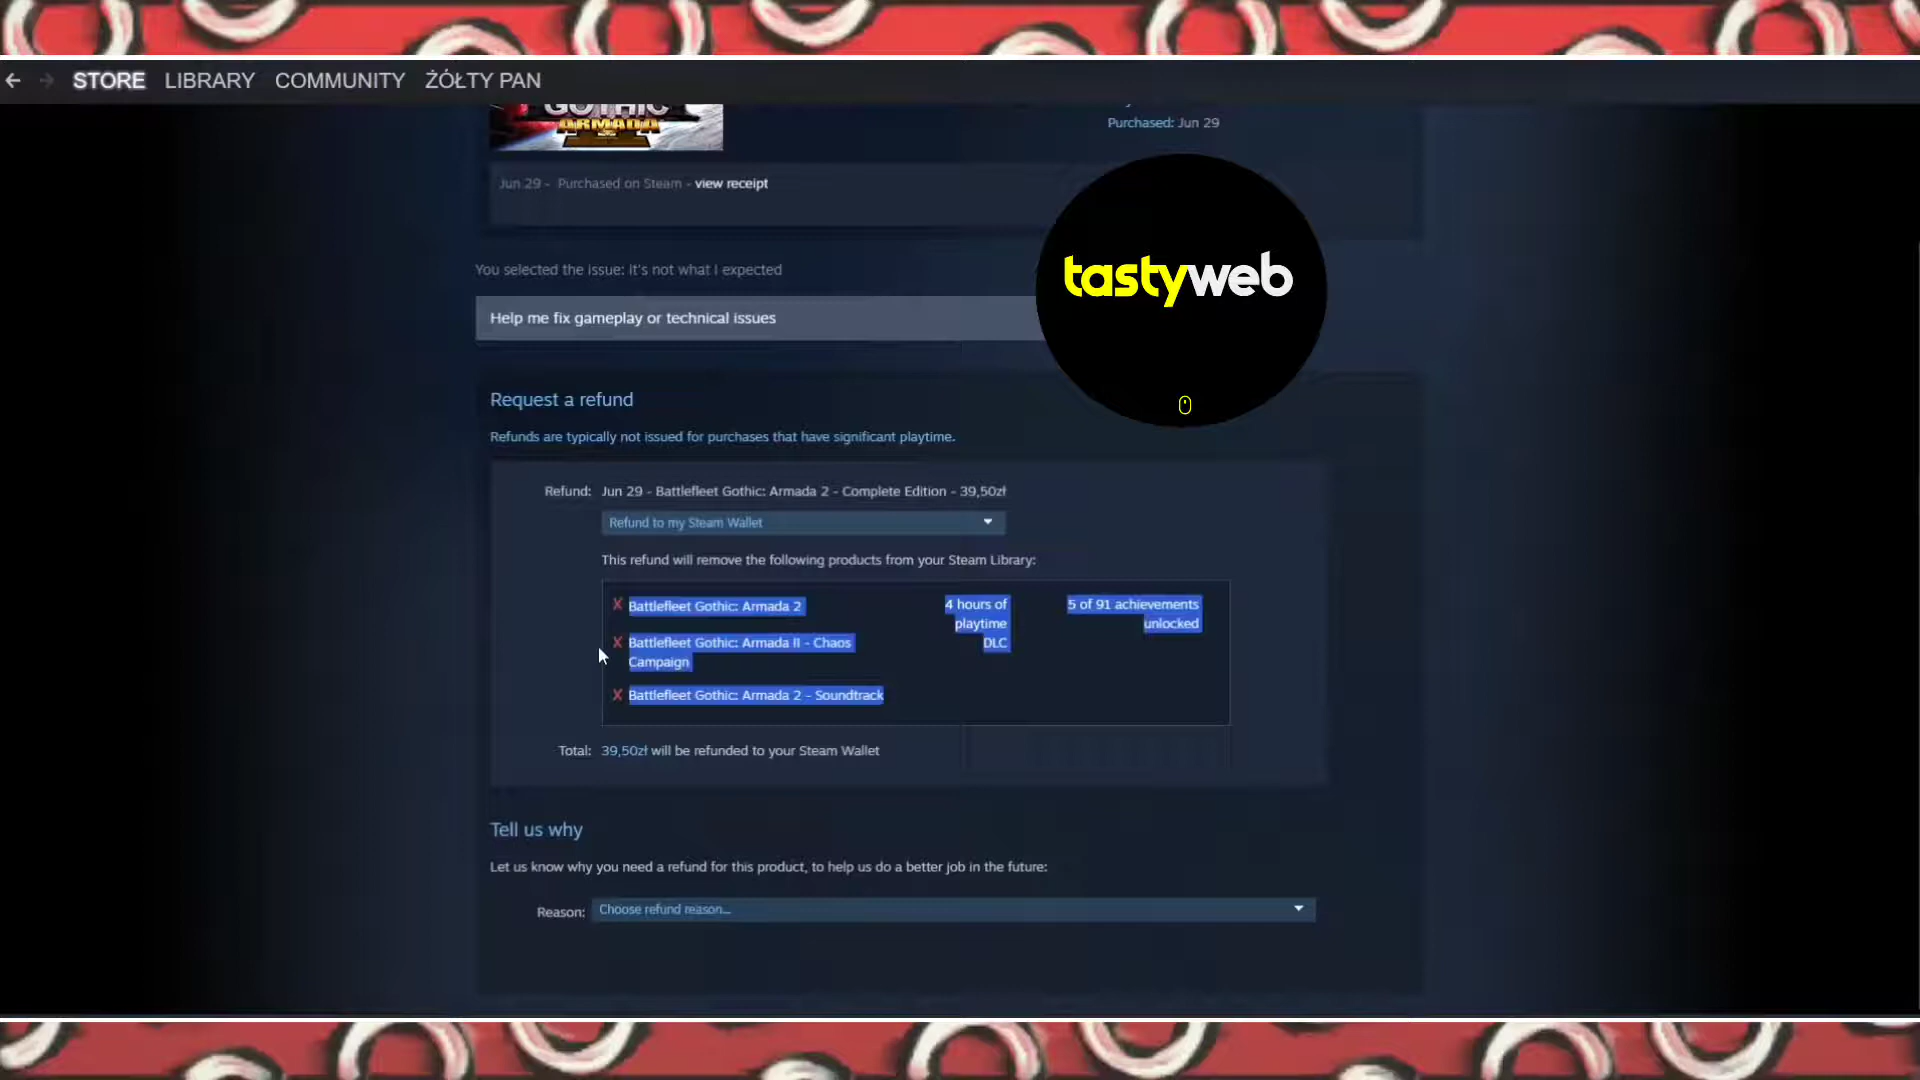 STORE LIBRARY COMMUNITY ŻÓŁTY PAN
GOTHIC
ARMADA
Purchased: Jun 29
Jun 29 - Purchased on Steam - view receipt
tastyweb
You selected the issue: It's not what I expected
Help me fix gameplay or technical issues
Request a refund
Refunds are typically not issued for purchases that have significant playtime.
Refund: Jun 29 - Battlefleet Gothic: Armada 2 - Complete Edition - 39,50zł
Refund to my Steam Wallet
This refund will remove the following products from your Steam Library:
X Battlefleet Gothic: Armada 2 4 hours of 5 of 91 achievements
playtime unlocked
X Battlefleet Gothic: Armada II - Chaos DLC
Campaign
X Battlefleet Gothic: Armada 2 - Soundtrack
Total: 39,50zł will be refunded to your Steam Wallet
Tell us why
Let us know why you need a refund for this product, to help us do a better job in the future:
Reason: Choose refund reason...